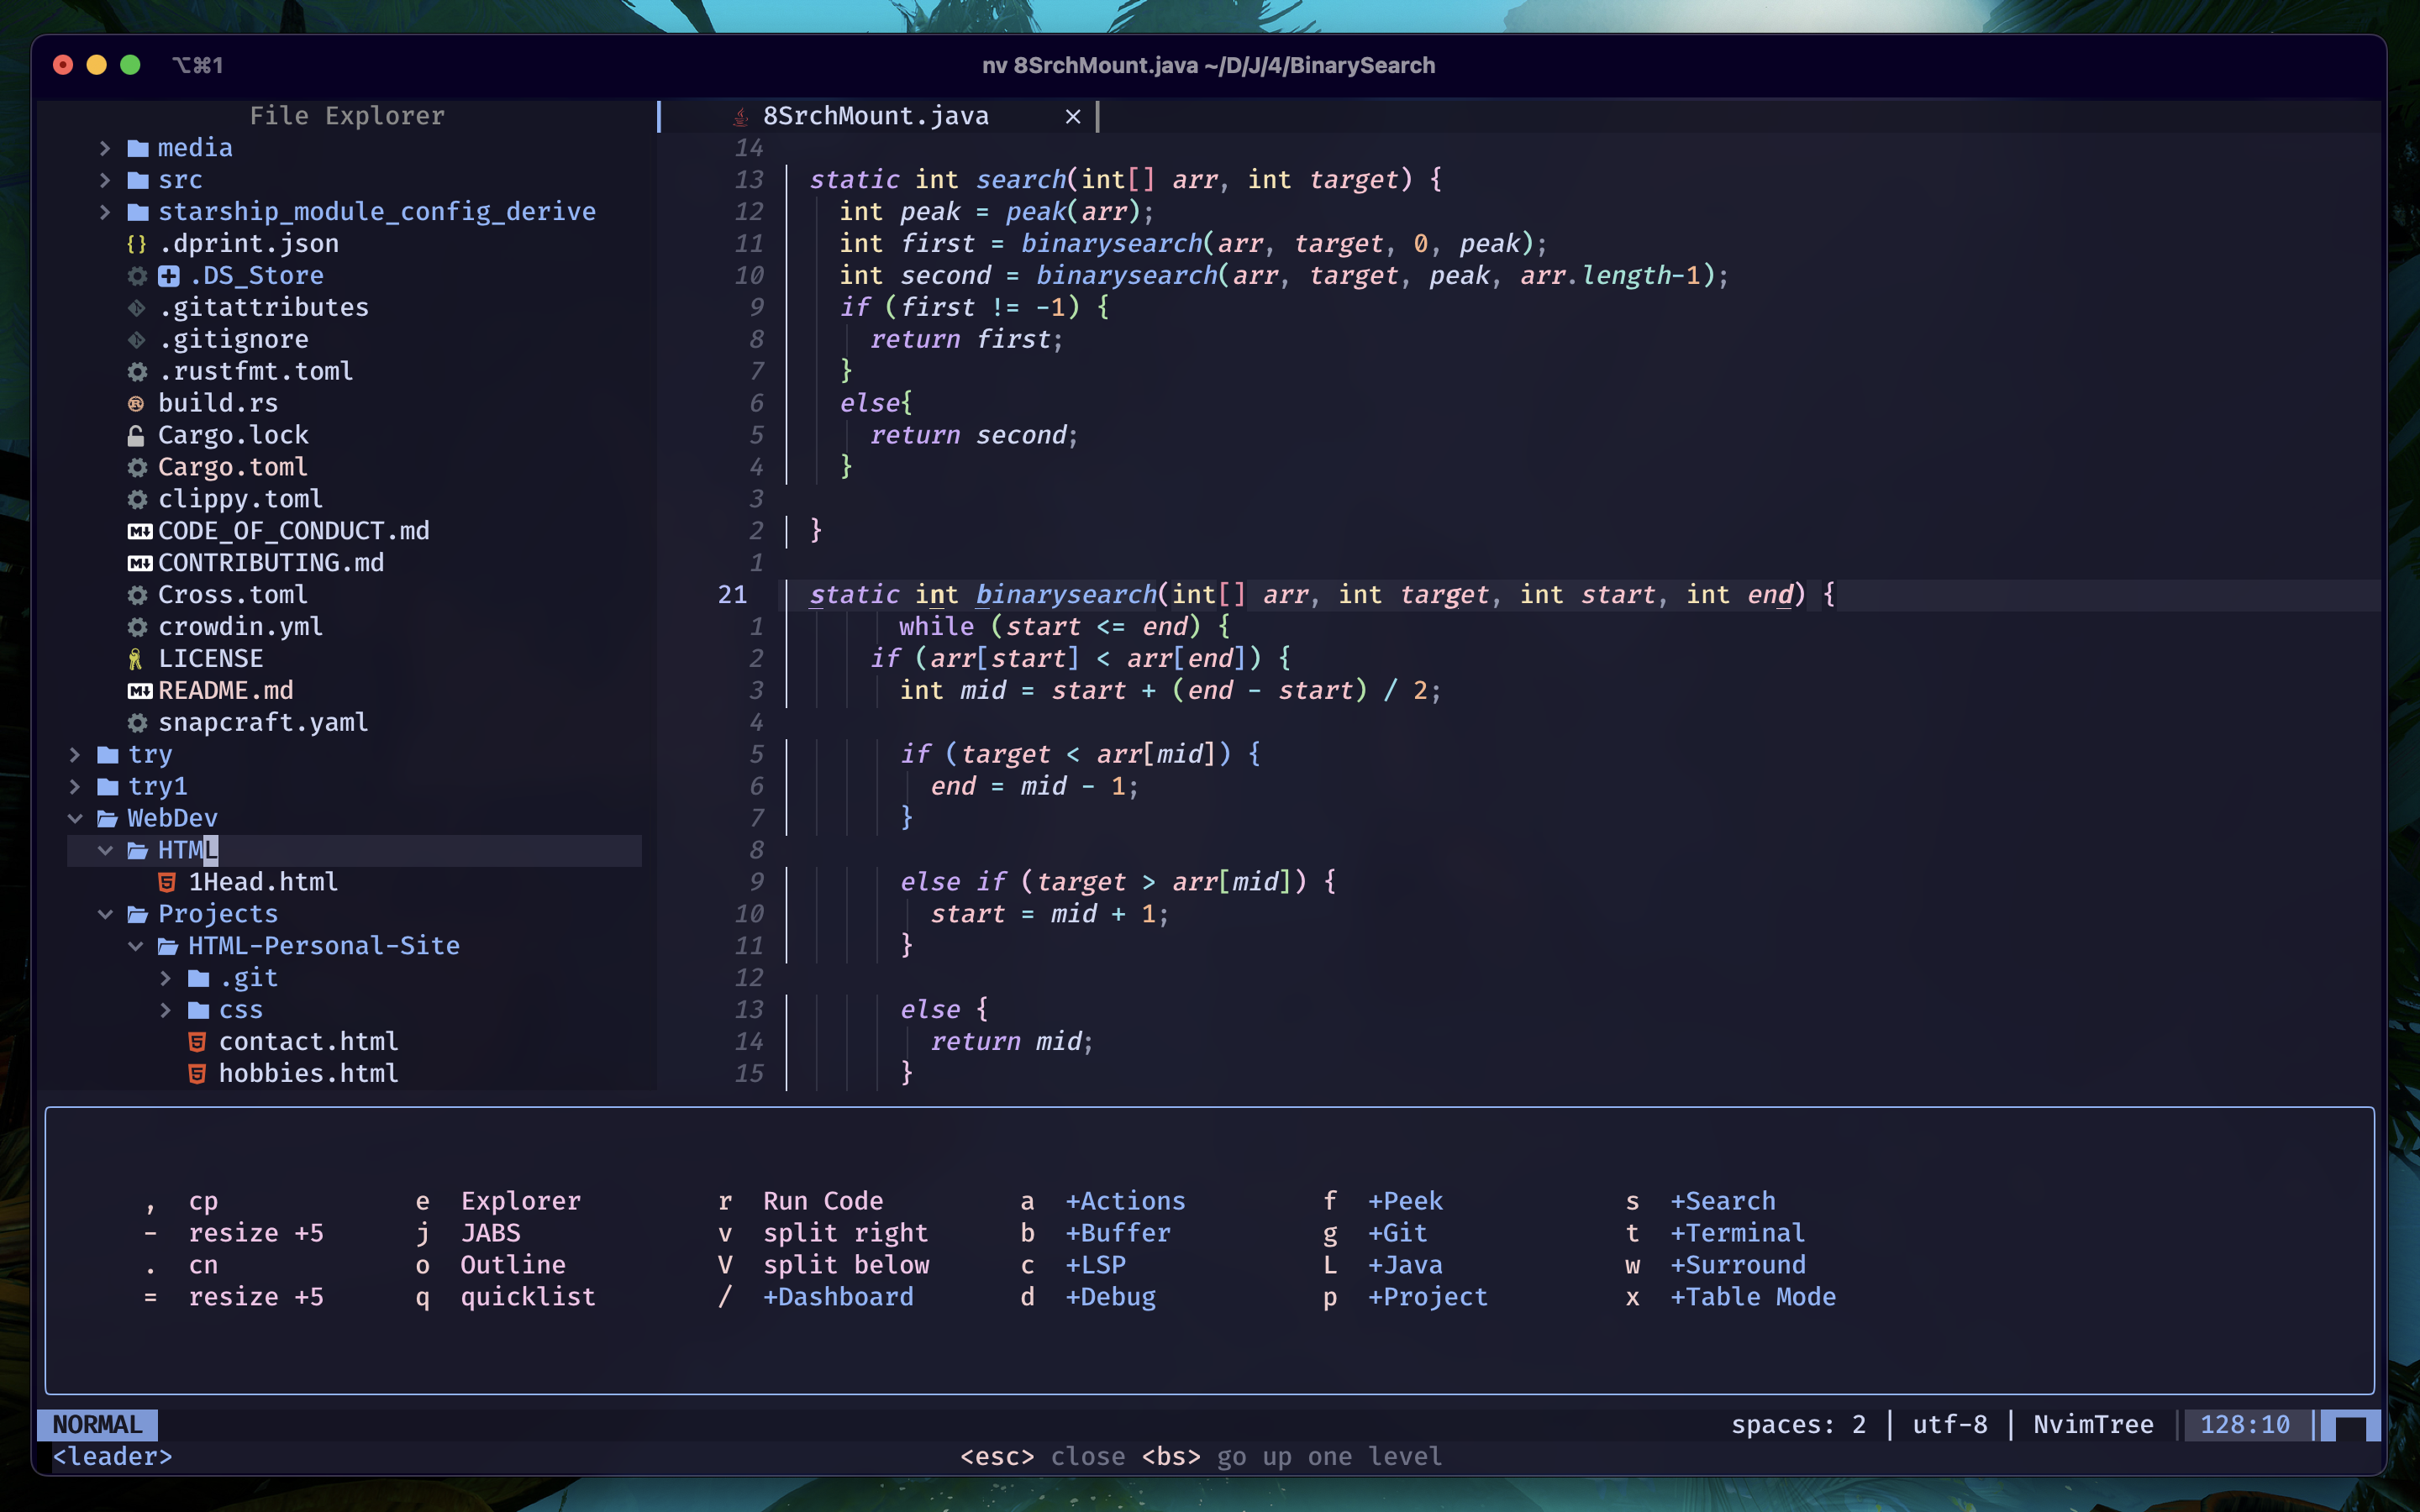 ⌥⌘1
nv 8SrchMount.java ~/D/J/4/BinarySearch
File Explorer
media
src
starship_module_config_derive
{} .dprint.json
.DS_Store
.gitattributes
.gitignore
.rustfmt.toml
build.rs
Cargo.lock
Cargo.toml
clippy.toml
CODE_OF_CONDUCT.md
CONTRIBUTING.md
Cross.toml
crowdin.yml
LICENSE
README.md
snapcraft.yaml
try
try1
WebDev
HTML
1Head.html
Projects
HTML-Personal-Site
.git
css
contact.html
hobbies.html
8SrchMount.java ×
14
13 static int search(int[] arr, int target) {
12 int peak = peak(arr);
11 int first = binarysearch(arr, target, 0, peak);
10 int second = binarysearch(arr, target, peak, arr.length-1);
9 if (first != -1) {
8 return first;
7 }
6 else{
5 return second;
4 }
3
2 }
1
21 static int binarysearch(int[] arr, int target, int start, int end) {
1 while (start <= end) {
2 if (arr[start] < arr[end]) {
3 int mid = start + (end - start) / 2;
4
5 if (target < arr[mid]) {
6 end = mid - 1;
7 }
8
9 else if (target > arr[mid]) {
10 start = mid + 1;
11 }
12
13 else {
14 return mid;
15 }
, cp e Explorer r Run Code a +Actions f +Peek s +Search
- resize +5 j JABS v split right b +Buffer g +Git t +Terminal
. cn o Outline V split below c +LSP L +Java w +Surround
= resize +5 q quicklist / +Dashboard d +Debug p +Project x +Table Mode
NORMAL spaces: 2 | utf-8 | NvimTree | 128:10
<leader> <esc> close <bs> go up one level